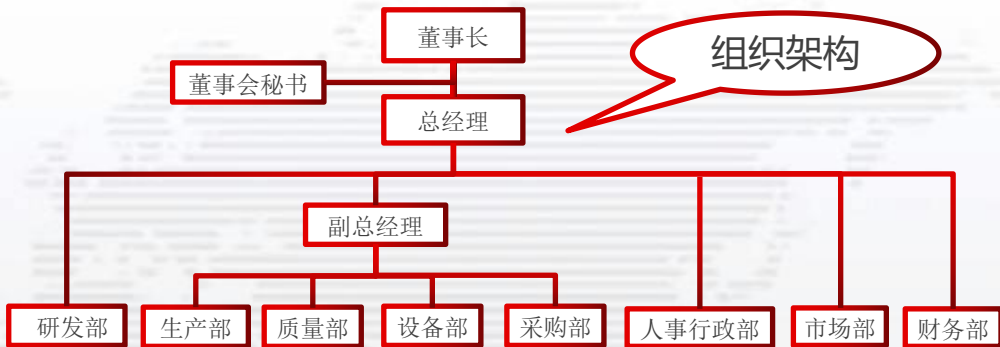 董事长
组织架构
董事会秘书
总经理
副总经理
研发部
生产部
质量部
设备部
采购部
人事行政部
市场部
财务部